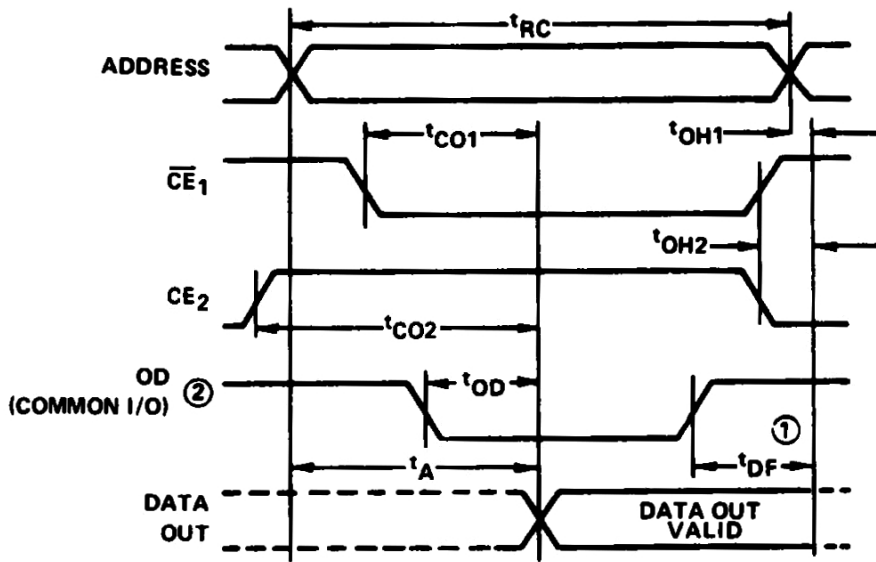 tRC
ADDRESS
tCO1
tOH1
CE1
tOH2
CE2
tCO2
OD
(COMMON I/O) ②
tOD
①
tA
tDF
DATA
OUT
DATA OUT
VALID